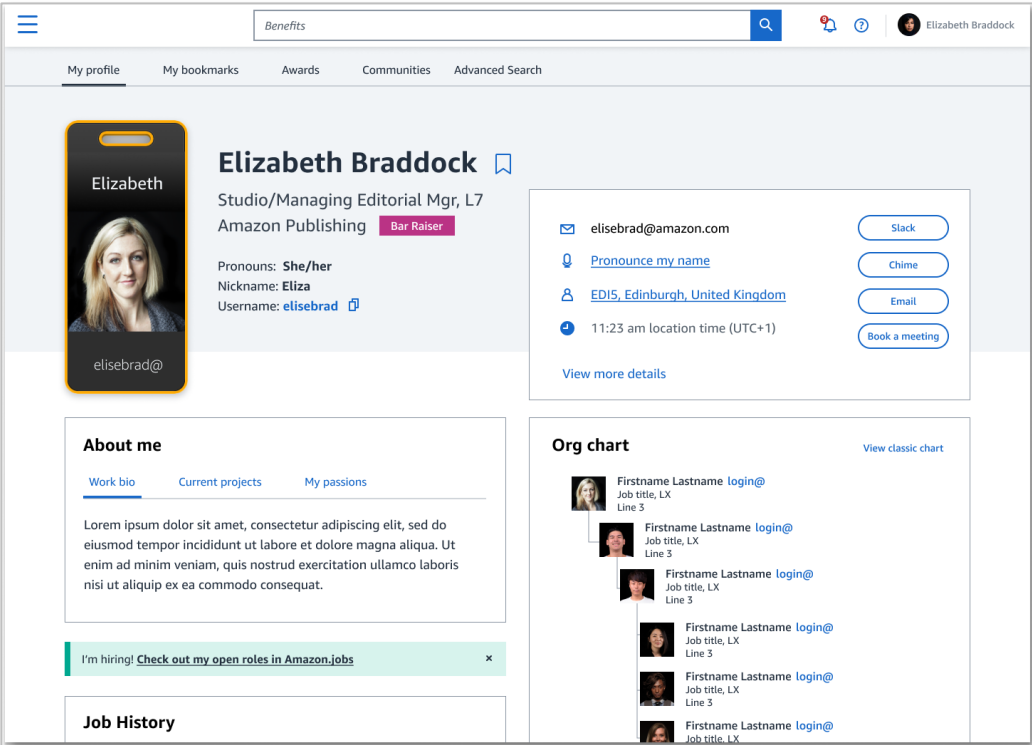 Benefits
9
?
Elizabeth Braddock
My profile
My bookmarks
Awards
Communities
Advanced Search
Elizabeth
elisebrad@
Elizabeth Braddock
Studio/Managing Editorial Mgr, L7
Amazon Publishing
Bar Raiser
Pronouns: She/her
Nickname: Eliza
Username: elisebrad
elisebrad@amazon.com
Pronounce my name
EDI5, Edinburgh, United Kingdom
11:23 am location time (UTC+1)
View more details
Slack
Chime
Email
Book a meeting
About me
Work bio
Current projects
My passions
Lorem ipsum dolor sit amet, consectetur adipiscing elit, sed do
eiusmod tempor incididunt ut labore et dolore magna aliqua. Ut
enim ad minim veniam, quis nostrud exercitation ullamco laboris
nisi ut aliquip ex ea commodo consequat.
I'm hiring! Check out my open roles in Amazon.jobs
×
Job History
Org chart
View classic chart
Firstname Lastname login@
Job title, LX
Line 3
Firstname Lastname login@
Job title, LX
Line 3
Firstname Lastname login@
Job title, LX
Line 3
Firstname Lastname login@
Job title, LX
Line 3
Firstname Lastname login@
Job title, LX
Line 3
Firstname Lastname login@
Job title, LX